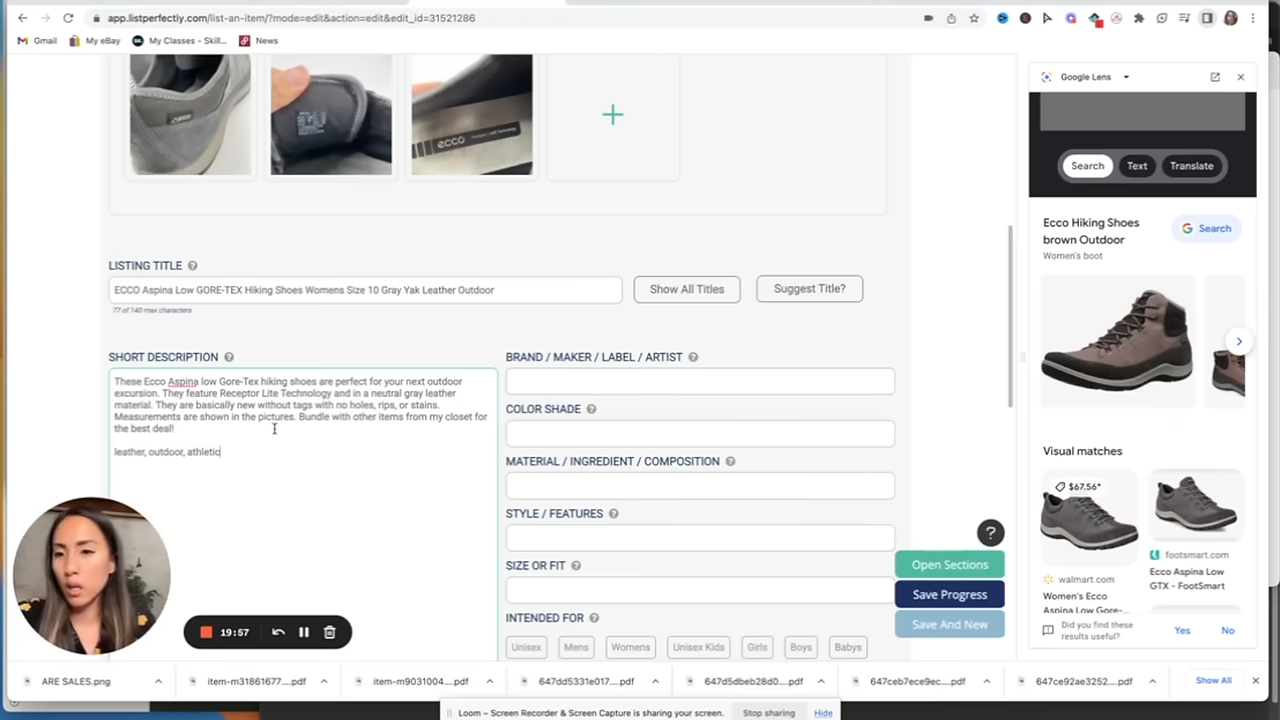 app.listperfectly.com/list-an-item/?mode=edit&action=edit&edit_id=31521286
Gmail
My eBay
My Classes - Skill...
News
Google Lens
ecco
Search
Text
Translate
Ecco Hiking Shoes
brown Outdoor
Women's boot
Search
LISTING TITLE
ECCO Aspina Low GORE-TEX Hiking Shoes Womens Size 10 Gray Yak Leather Outdoor
Show All Titles
Suggest Title?
77 of 140 max characters
SHORT DESCRIPTION
These Ecco Aspina low Gore-Tex hiking shoes are perfect for your next outdoor
excursion. They feature Receptor Lite Technology and in a neutral gray leather
material. They are basically new without tags with no holes, rips, or stains.
Measurements are shown in the pictures. Bundle with other items from my closet for
the best deal!
leather, outdoor, athletic
BRAND / MAKER / LABEL / ARTIST
COLOR SHADE
MATERIAL / INGREDIENT / COMPOSITION
STYLE / FEATURES
SIZE OR FIT
INTENDED FOR
Unisex
Mens
Womens
Unisex Kids
Girls
Boys
Babys
?
Open Sections
Save Progress
Save And New
Visual matches
$67.56*
walmart.com
Women's Ecco
Aspina Low Gore-
footsmart.com
Ecco Aspina Low
GTX - FootSmart
Did you find these
results useful?
Yes
No
19:57
ARE SALES.png
item-m31861677....pdf
item-m9031004....pdf
647dd5331e017....pdf
647d5dbeb28d0....pdf
647ceb7ece9ec....pdf
647ce92ae3252....pdf
Show All
Loom – Screen Recorder & Screen Capture is sharing your screen.
Stop sharing
Hide